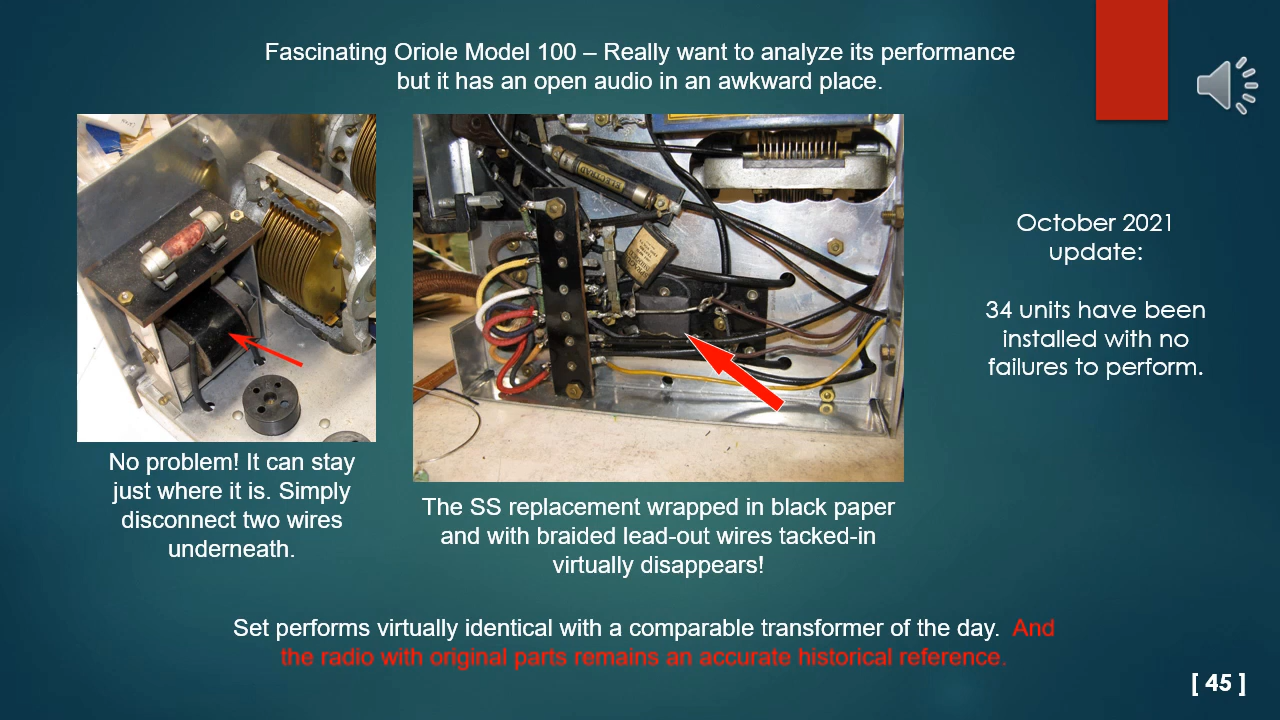 Fascinating Oriole Model 100 – Really want to analyze its performance
but it has an open audio in an awkward place.
ELECTRAD
October 2021
update:
34 units have been
installed with no
failures to perform.
No problem! It can stay
just where it is. Simply
disconnect two wires
underneath.
The SS replacement wrapped in black paper
and with braided lead-out wires tacked-in
virtually disappears!
Set performs virtually identical with a comparable transformer of the day. And
the radio with original parts remains an accurate historical reference.
[ 45 ]